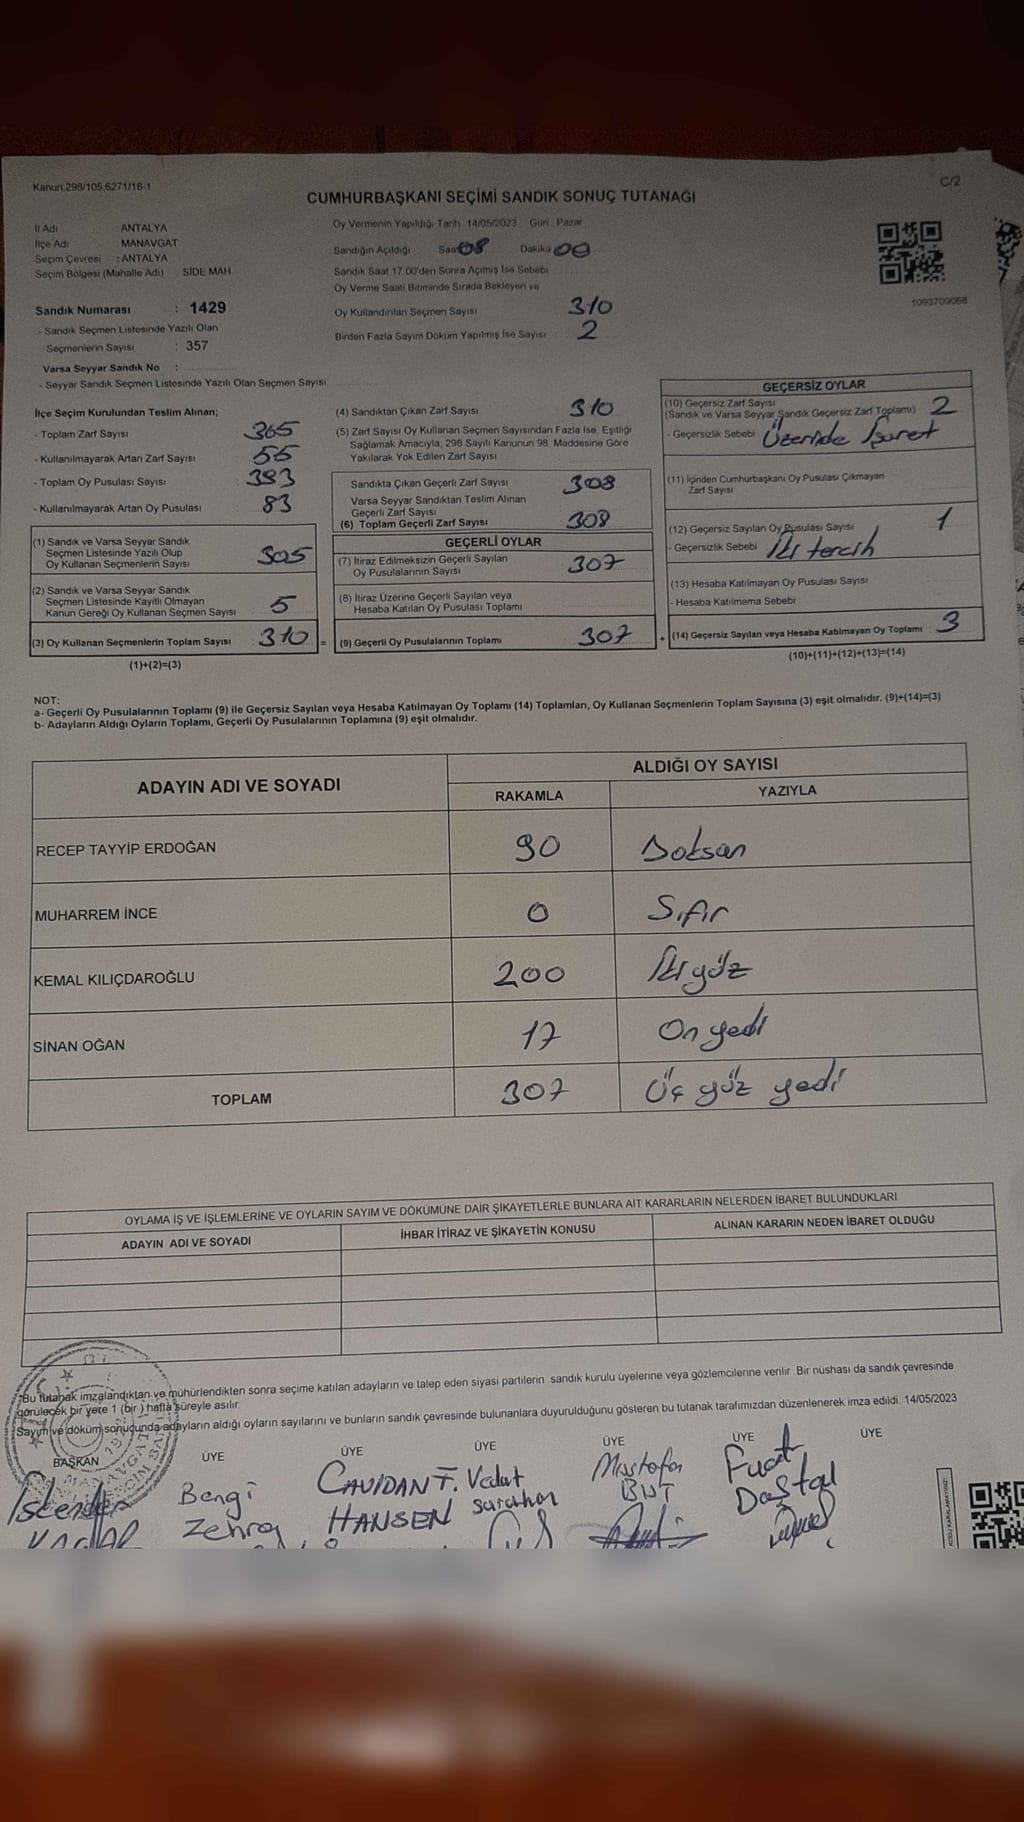 Kanun:298/105,6271/16-1
C/2
CUMHURBAŞKANI SEÇİMİ SANDIK SONUÇ TUTANAĞI
İl Adı ANTALYA
İlçe Adı MANAVGAT
Seçim Çevresi : ANTALYA
Seçim Bölgesi (Mahalle Adı) SİDE MAH
Sandık Numarası : 1429
- Sandık Seçmen Listesinde Yazılı Olan
Seçmenlerin Sayısı : 357
Varsa Seyyar Sandık No :
- Seyyar Sandık Seçmen Listesinde Yazılı Olan Seçmen Sayısı
Oy Vermenin Yapıldığı Tarih 14/05/2023 Gün Pazar
Sandığın Açıldığı Saat 08 Dakika 00
Sandık Saat 17:00'den Sonra Açılmış İse Sebebi
Oy Verme Saati Bitiminde Sırada Bekleyen ve
Oy Kullandırılan Seçmen Sayısı 310
Birden Fazla Sayım Döküm Yapılmış İse Sayısı 2
1093709068
İlçe Seçim Kurulundan Teslim Alınan;
- Toplam Zarf Sayısı 365
- Kullanılmayarak Artan Zarf Sayısı 55
- Toplam Oy Pusulası Sayısı 393
- Kullanılmayarak Artan Oy Pusulası 83
(1) Sandık ve Varsa Seyyar Sandık
Seçmen Listesinde Yazılı Olup
Oy Kullanan Seçmenlerin Sayısı 305
(2) Sandık ve Varsa Seyyar Sandık
Seçmen Listesinde Kayıtlı Olmayan
Kanun Gereği Oy Kullanan Seçmen Sayısı 5
(3) Oy Kullanan Seçmenlerin Toplam Sayısı 310 =
(1)+(2)=(3)
(4) Sandıktan Çıkan Zarf Sayısı 310
(5) Zarf Sayısı Oy Kullanan Seçmen Sayısından Fazla İse, Eşitliği
Sağlamak Amacıyla, 298 Sayılı Kanunun 98. Maddesine Göre
Yakılarak Yok Edilen Zarf Sayısı
Sandıkta Çıkan Geçerli Zarf Sayısı 308
Varsa Seyyar Sandıktan Teslim Alınan
Geçerli Zarf Sayısı
(6) Toplam Geçerli Zarf Sayısı 308
GEÇERLİ OYLAR
(7) İtiraz Edilmeksizin Geçerli Sayılan
Oy Pusulalarının Sayısı 307
(8) İtiraz Üzerine Geçerli Sayılan veya
Hesaba Katılan Oy Pusulası Toplamı
(9) Geçerli Oy Pusulalarının Toplamı 307 +
GEÇERSİZ OYLAR
(10) Geçersiz Zarf Sayısı
(Sandık ve Varsa Seyyar Sandık Geçersiz Zarf Toplamı) 2
- Geçersizlik Sebebi Üzerinde İşaret
(11) İçinden Cumhurbaşkanı Oy Pusulası Çıkmayan
Zarf Sayısı
(12) Geçersiz Sayılan Oy Pusulası Sayısı 1
- Geçersizlik Sebebi İki tercih
(13) Hesaba Katılmayan Oy Pusulası Sayısı
- Hesaba Katılmama Sebebi
(14) Geçersiz Sayılan veya Hesaba Katılmayan Oy Toplamı 3
(10)+(11)+(12)+(13)=(14)
NOT:
a- Geçerli Oy Pusulalarının Toplamı (9) ile Geçersiz Sayılan veya Hesaba Katılmayan Oy Toplamı (14) Toplamları, Oy Kullanan Seçmenlerin Toplam Sayısına (3) eşit olmalıdır. (9)+(14)=(3)
b- Adayların Aldığı Oyların Toplamı, Geçerli Oy Pusulalarının Toplamına (9) eşit olmalıdır.
ADAYIN ADI VE SOYADI
ALDIĞI OY SAYISI
RAKAMLA YAZIYLA
RECEP TAYYİP ERDOĞAN 90 Doksan
MUHARREM İNCE 0 Sıfır
KEMAL KILIÇDAROĞLU 200 İki yüz
SİNAN OĞAN 17 On yedi
TOPLAM 307 Üç yüz yedi
OYLAMA İŞ VE İŞLEMLERİNE VE OYLARIN SAYIM VE DÖKÜMÜNE DAİR ŞİKAYETLERLE BUNLARA AİT KARARLARIN NELERDEN İBARET BULUNDUKLARI
ADAYIN ADI VE SOYADI İHBAR İTİRAZ VE ŞİKAYETİN KONUSU ALINAN KARARIN NEDEN İBARET OLDUĞU
*Bu tutanak imzalandıktan ve mühürlendikten sonra seçime katılan adayların ve talep eden siyasi partilerin sandık kurulu üyelerine veya gözlemcilerine verilir. Bir nüshası da sandık çevresinde
görülecek bir yere 1 (bir) hafta süreyle asılır.
Sayım ve döküm sonucunda adayların aldığı oyların sayılarını ve bunların sandık çevresinde bulunanlara duyurulduğunu gösteren bu tutanak tarafımızdan düzenlenerek imza edildi. 14/05/2023
BAŞKAN ÜYE ÜYE ÜYE ÜYE ÜYE ÜYE
İskender
Bengi
Zehra
CAVİDAN F.
HANSEN
Vedat
Saruhan
Mustafa
BUT
Fuat
Daştal